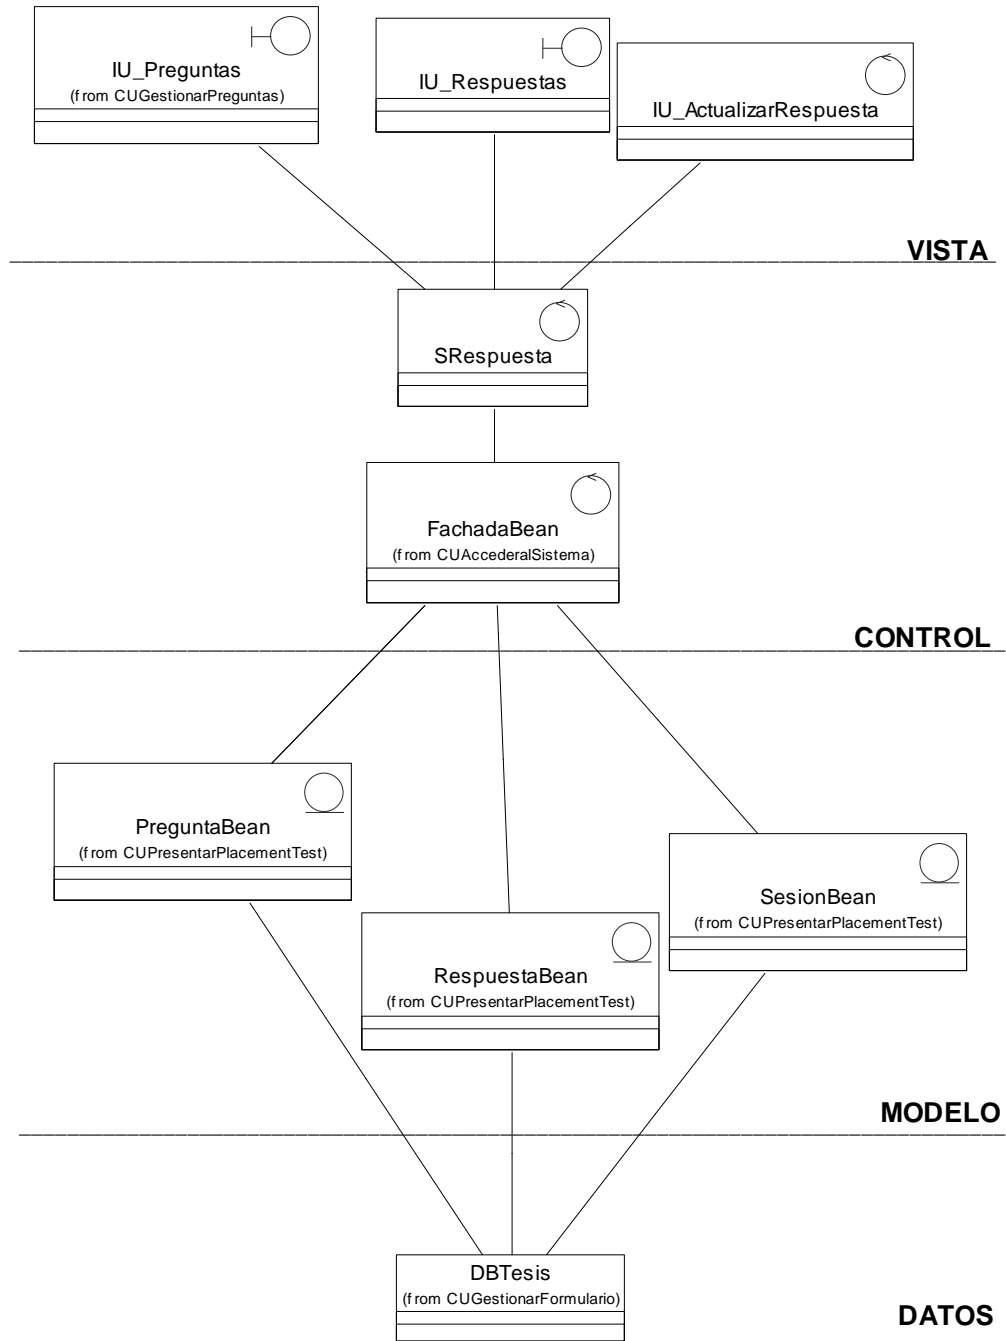 IU_Preguntas
(from CUGestionarPreguntas)
IU_Respuestas
IU_ActualizarRespuesta
VISTA
SRespuesta
FachadaBean
(from CUAccederalSistema)
CONTROL
PreguntaBean
(from CUPresentarPlacementTest)
SesionBean
(from CUPresentarPlacementTest)
RespuestaBean
(from CUPresentarPlacementTest)
MODELO
DBTesis
(from CUGestionarFormulario)
DATOS